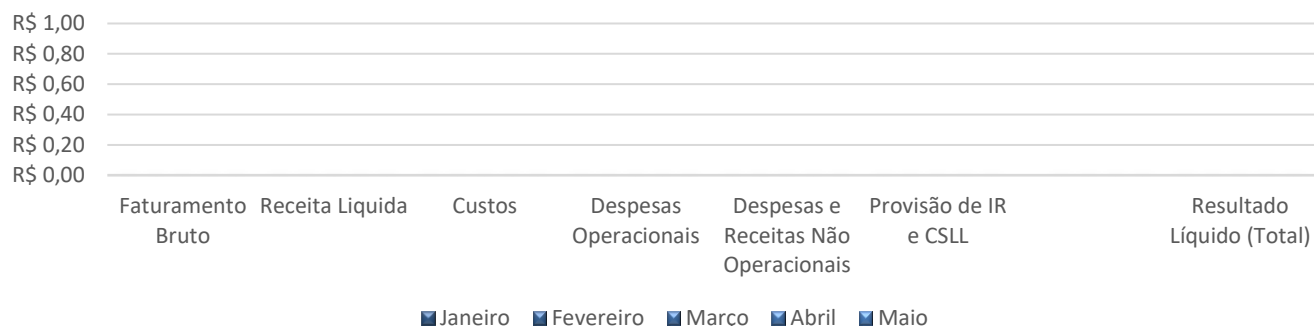 R$ 1,00
R$ 0,80
R$ 0,60
R$ 0,40
R$ 0,20
R$ 0,00
Faturamento
Bruto
Receita Liquida
Custos
Despesas
Operacionais
Despesas e
Receitas Não
Operacionais
Provisão de IR
e CSLL
Resultado
Líquido (Total)
Janeiro Fevereiro Março Abril Maio